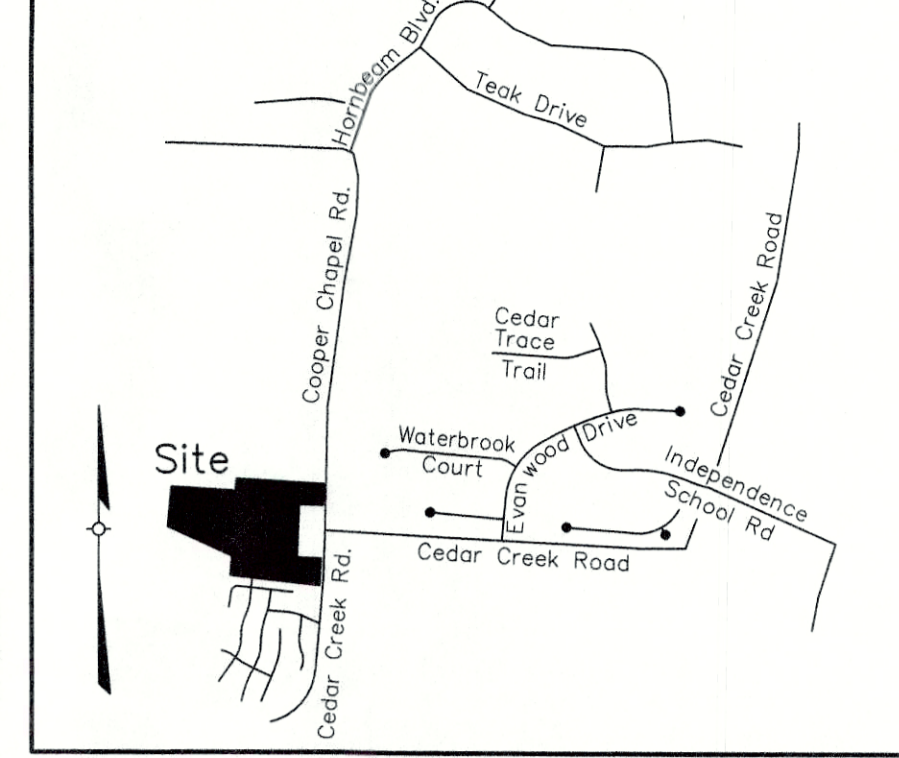 Hornbeam Blvd.
Teak Drive
Cooper Chapel Rd.
Cedar Creek Road
Cedar
Trace
Trail
Evanwood Drive
Waterbrook
Court
Site
Independence
School Rd
Cedar Creek Road
Cedar Creek Rd.